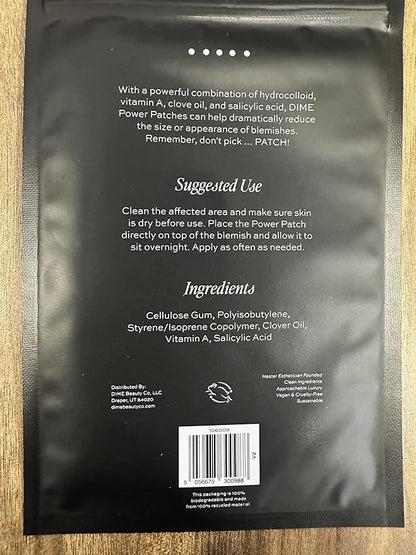 With a powerful combination of hydrocolloid,
vitamin A, clove oil, and salicylic acid, DIME
Power Patches can help dramatically reduce
the size or appearance of blemishes.
Remember, don't pick ... PATCH!
Suggested Use
Clean the affected area and make sure skin
is dry before use. Place the Power Patch
directly on top of the blemish and allow it to
sit overnight. Apply as often as needed.
Ingredients
Cellulose Gum, Polyisobutylene,
Styrene/Isoprene Copolymer, Clover Oil,
Vitamin A, Salicylic Acid
Distributed By:
DIME Beauty Co, LLC
Draper, UT 84020
dimebeautyco.com
Master Esthetician Founded
Clean Ingredients
Approachable Luxury
Vegan & Cruelty-Free
Sustainable
106009
5 056675 300988
V2
This packaging is 100%
biodegradable and made
from 100% recycled material